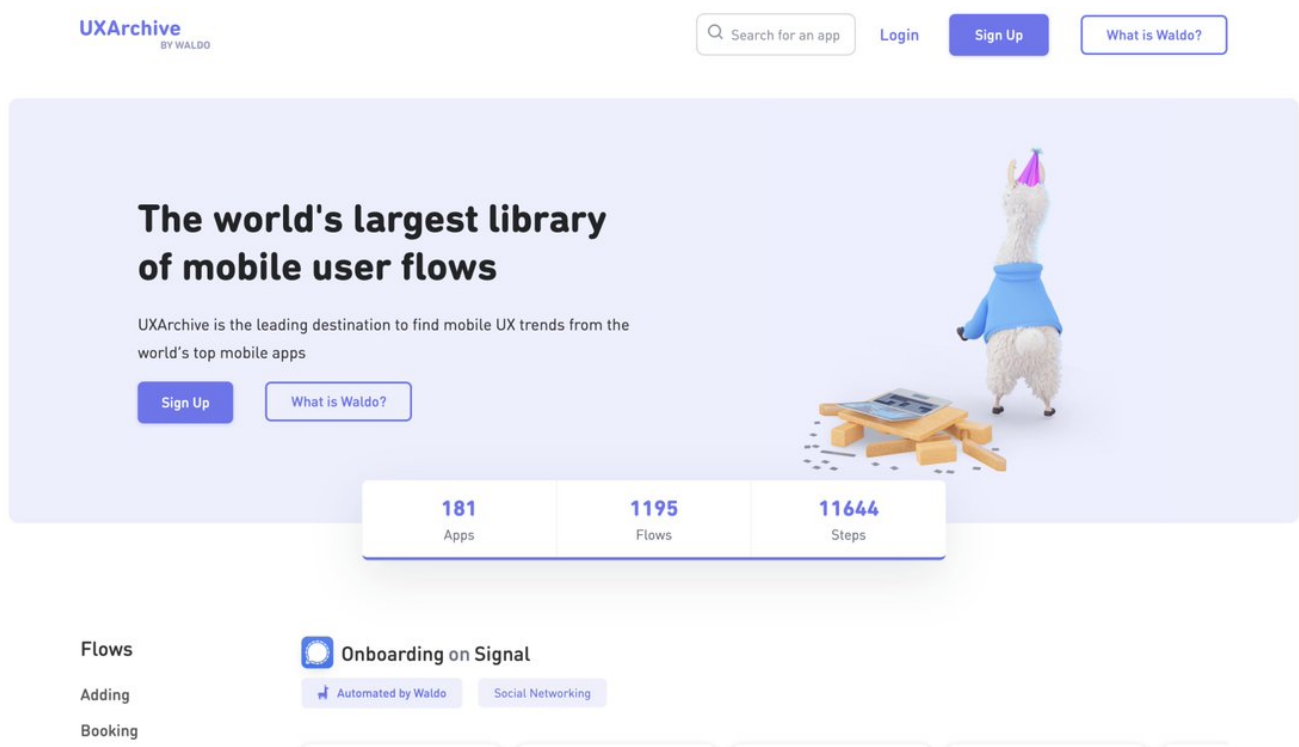 UXArchive
BY WALDO
Search for an app
Login
Sign Up
What is Waldo?
The world's largest library
of mobile user flows
UXArchive is the leading destination to find mobile UX trends from the
world's top mobile apps
Sign Up
What is Waldo?
181
Apps
1195
Flows
11644
Steps
Flows
Adding
Booking
Onboarding on Signal
Automated by Waldo
Social Networking